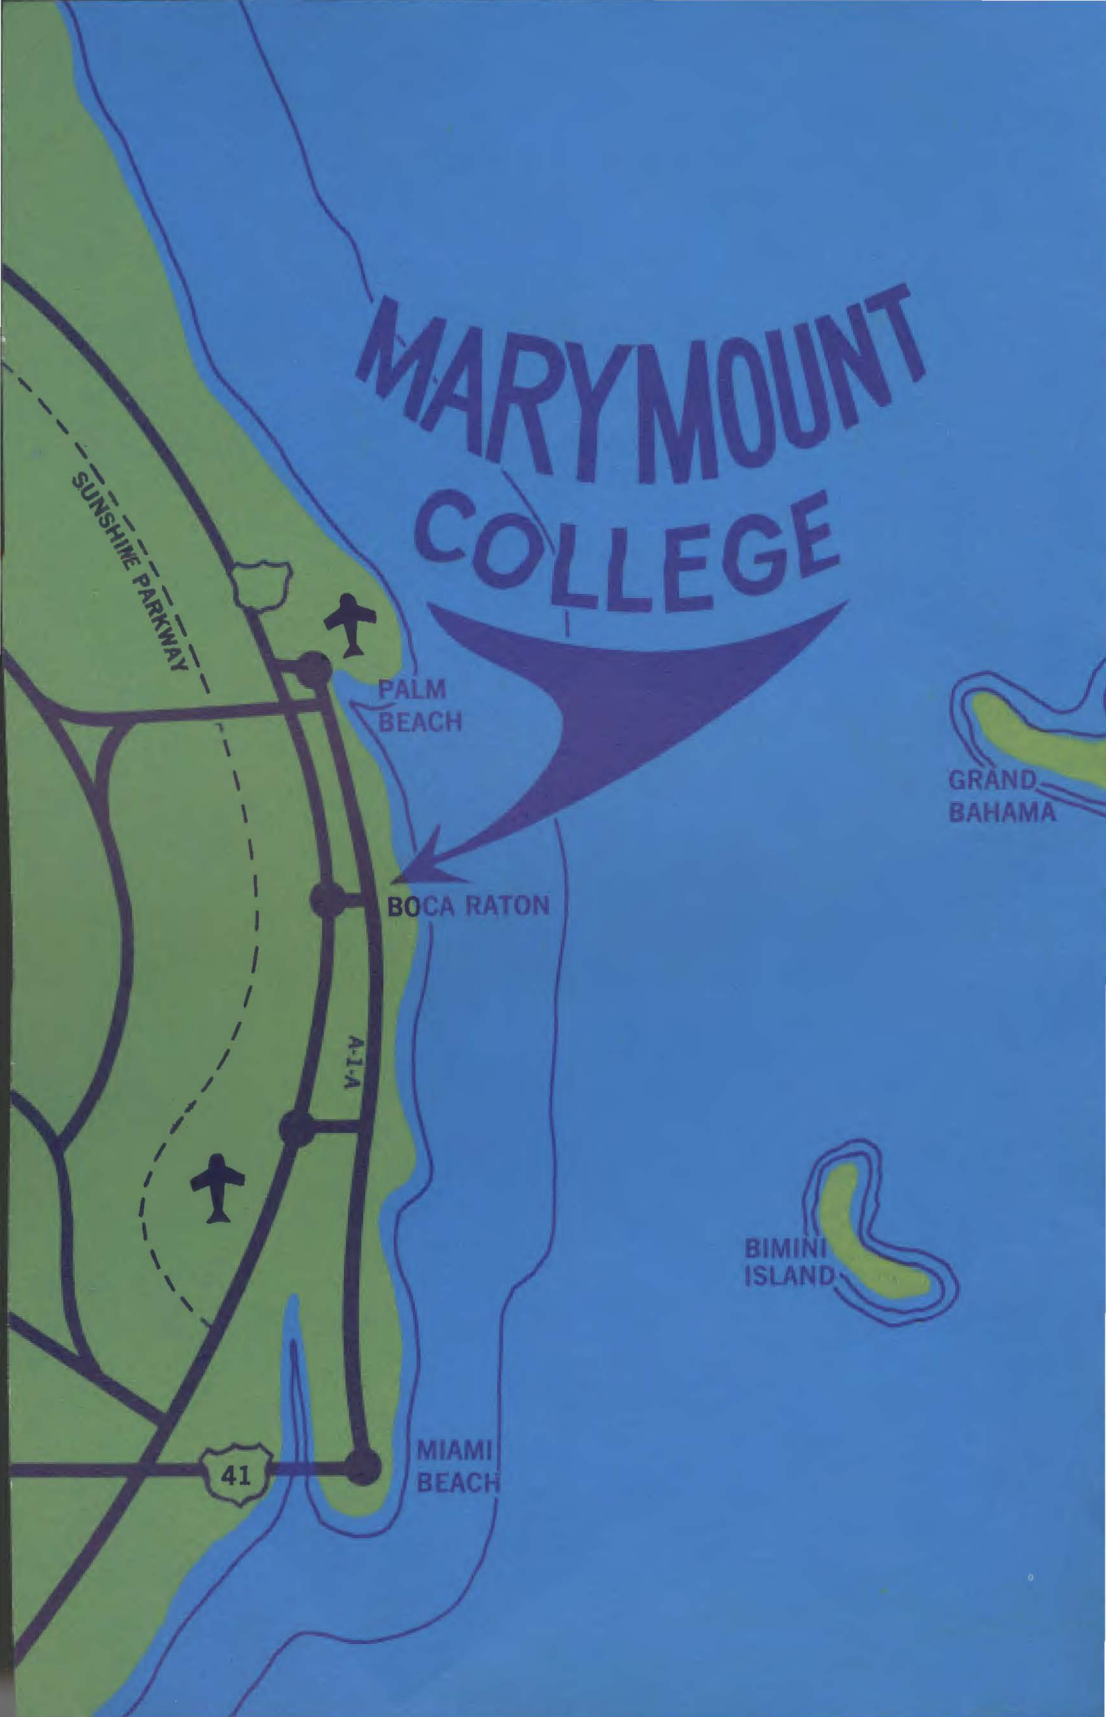 MARYMOUNT
COLLEGE
SUNSHINE PARKWAY
PALM
BEACH
GRAND
BAHAMA
BOCA RATON
A-1-A
BIMINI
ISLAND
MIAMI
BEACH
41